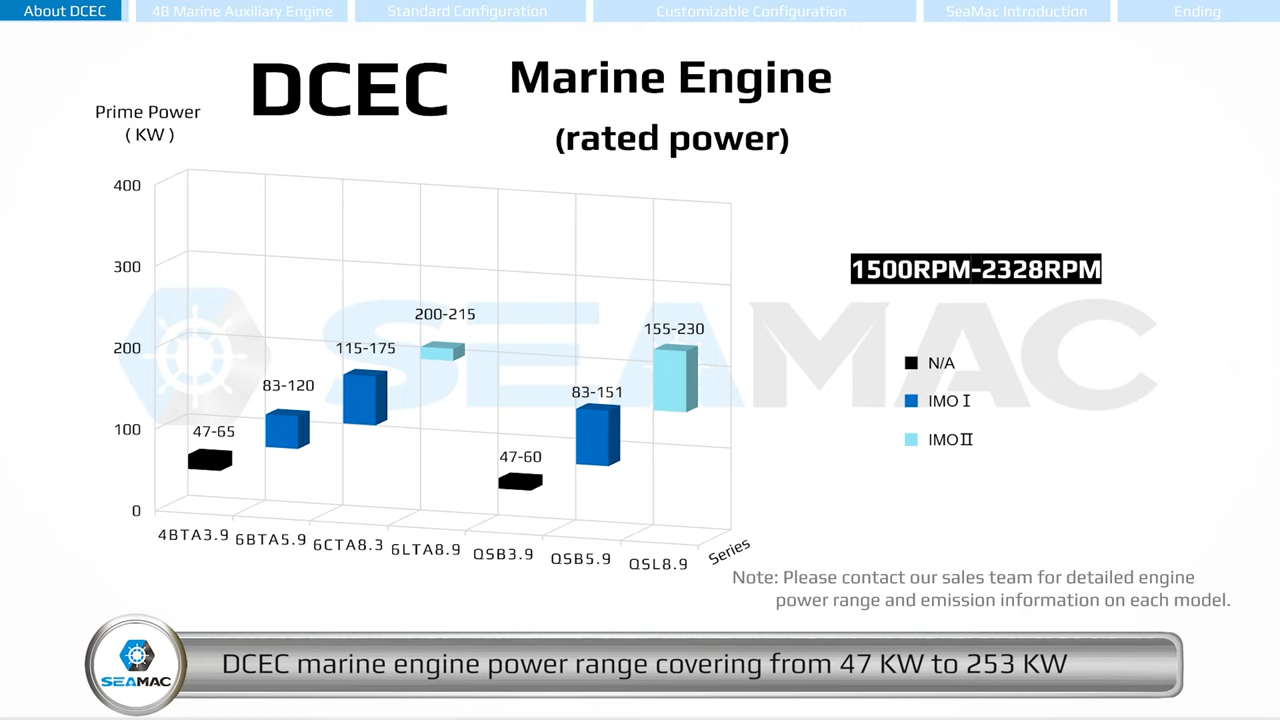 About DCEC
4B Marine Auxiliary Engine
Standard Configuration
Customizable Configuration
SeaMac Introduction
Ending
DCEC
Marine Engine
(rated power)
Prime Power
( KW )
400
300
200
100
0
47-65
83-120
115-175
200-215
47-60
83-151
155-230
4BTA3.9
6BTA5.9
6CTA8.3
6LTA8.9
QSB3.9
QSB5.9
QSL8.9
Series
1500RPM-2328RPM
N/A
IMO Ⅰ
IMO Ⅱ
SEAMAC
Note: Please contact our sales team for detailed engine
power range and emission information on each model.
SEAMAC
DCEC marine engine power range covering from 47 KW to 253 KW